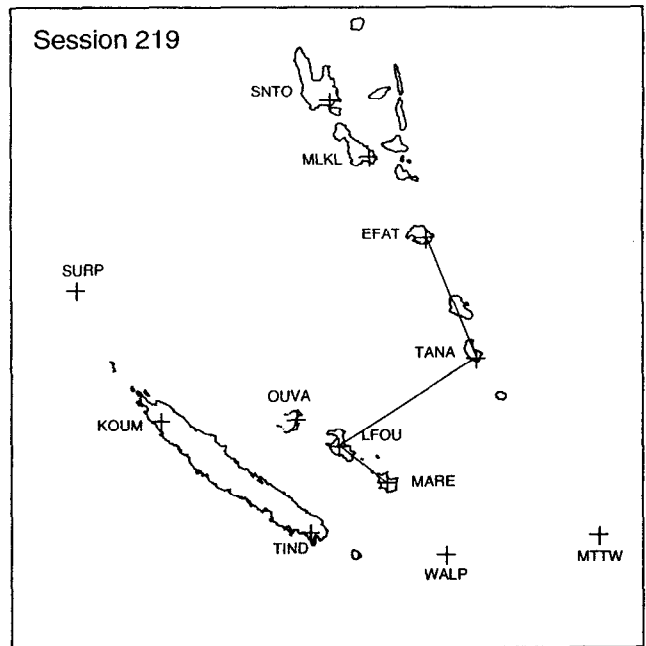 Session 219
SNTO
MLKL
EFAT
SURP
TANA
OUVA
KOUM
LFOU
MARE
TIND
WALP
MTTW